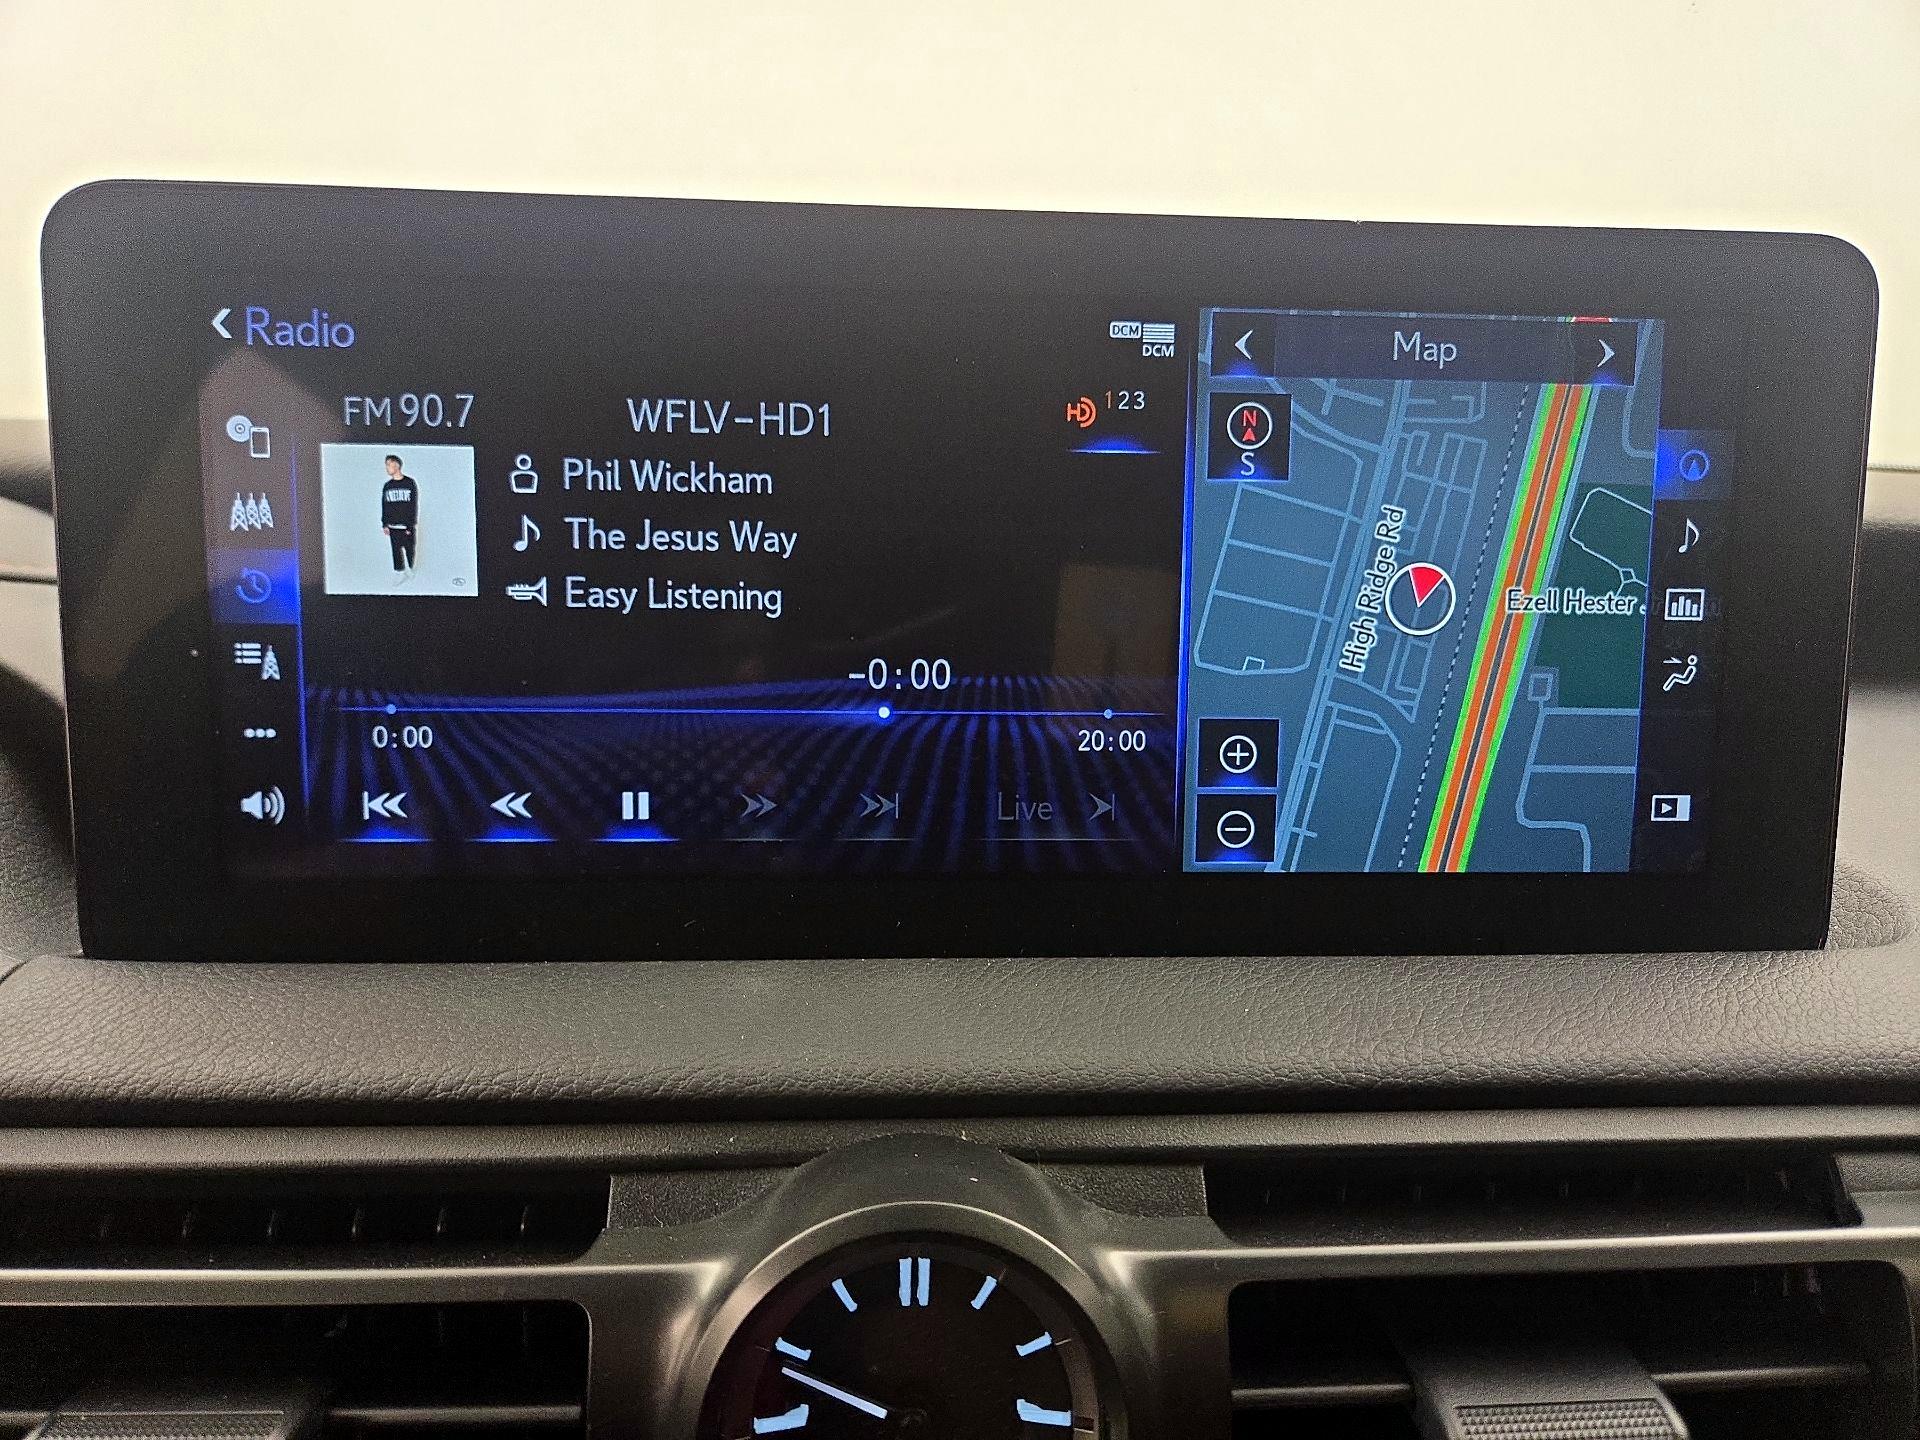 Radio
DCM
DCM
FM 90.7
WFLV-HD1
HD 123
Phil Wickham
The Jesus Way
Easy Listening
-0:00
0:00
20:00
Live
Map
N
S
High Ridge Rd
Ezell Hester